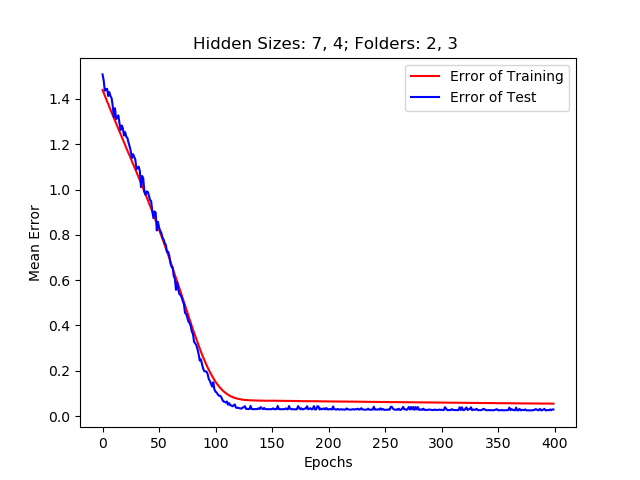 Hidden Sizes: 7, 4; Folders: 2, 3
Error of Training
Error of Test
Mean Error
1.4
1.2
1.0
0.8
0.6
0.4
0.2
0.0
0 50 100 150 200 250 300 350 400
Epochs